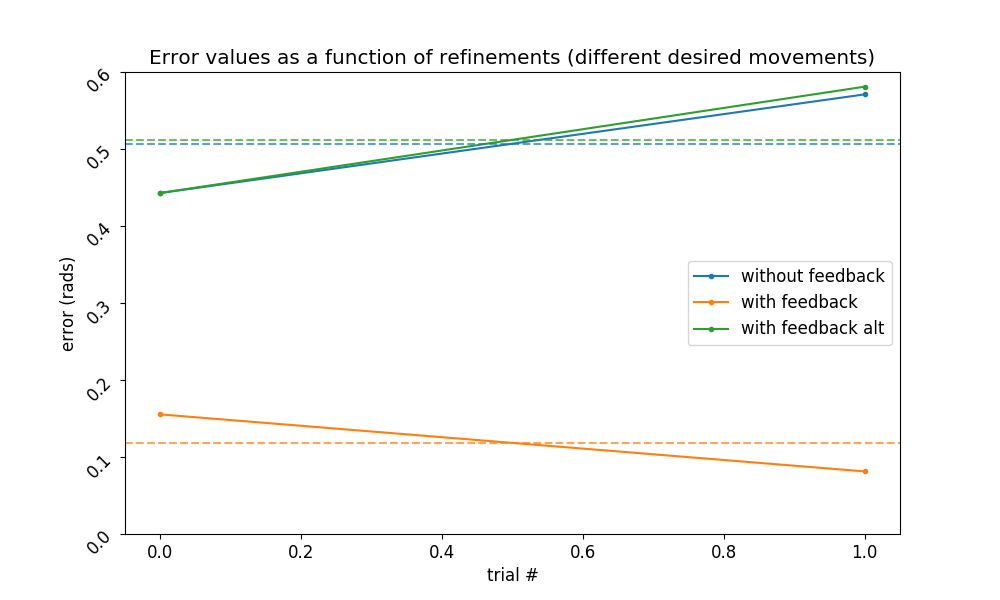 Error values as a function of refinements (different desired movements)
0.6
0.5
0.4
0.3
0.2
0.1
0.0
error (rads)
without feedback
with feedback
with feedback alt
0.0 0.2 0.4 0.6 0.8 1.0
trial #